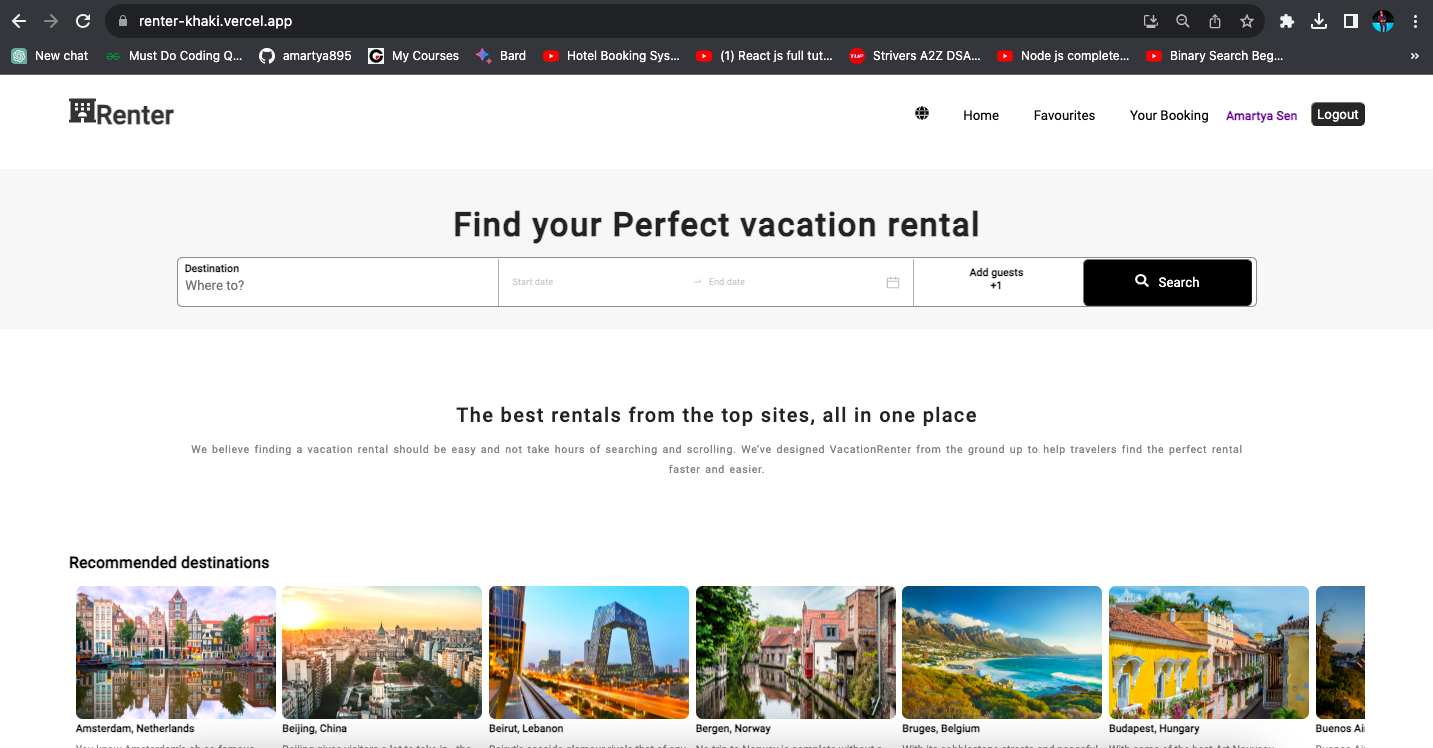 renter-khaki.vercel.app
New chat Must Do Coding Q... amartya895 My Courses Bard Hotel Booking Sys... (1) React js full tut... Strivers A2Z DSA... Node js complete... Binary Search Beg... »
Renter Home Favourites Your Booking Amartya Sen Logout
Find your Perfect vacation rental
Destination
Where to?
Start date End date
Add guests
+1
Search
The best rentals from the top sites, all in one place
We believe finding a vacation rental should be easy and not take hours of searching and scrolling. We've designed VacationRenter from the ground up to help travelers find the perfect rental
faster and easier.
Recommended destinations
Amsterdam, Netherlands Beijing, China Beirut, Lebanon Bergen, Norway Bruges, Belgium Budapest, Hungary Buenos Air